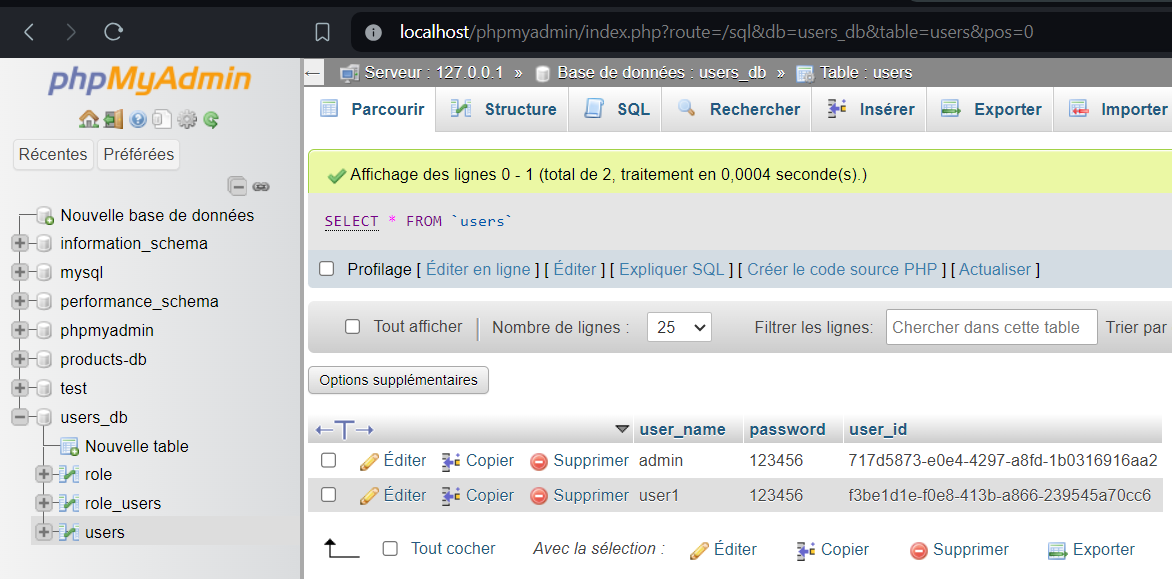 localhost/phpmyadmin/index.php?route=/sql&db=users_db&table=users&pos=0
phpMyAdmin
Récentes Préférées
Nouvelle base de données
information_schema
mysql
performance_schema
phpmyadmin
products-db
test
users_db
Nouvelle table
role
role_users
users
Serveur : 127.0.0.1 » Base de données : users_db » Table : users
Parcourir Structure SQL Rechercher Insérer Exporter Importer
Affichage des lignes 0 - 1 (total de 2, traitement en 0,0004 seconde(s).)
SELECT * FROM `users`
Profilage [ Éditer en ligne ] [ Éditer ] [ Expliquer SQL ] [ Créer le code source PHP ] [ Actualiser ]
Tout afficher Nombre de lignes : 25 Filtrer les lignes: Chercher dans cette table Trier par
Options supplémentaires
user_name password user_id
Éditer Copier Supprimer admin 123456 717d5873-e0e4-4297-a8fd-1b0316916aa2
Éditer Copier Supprimer user1 123456 f3be1d1e-f0e8-413b-a866-239545a70cc6
Tout cocher Avec la sélection : Éditer Copier Supprimer Exporter